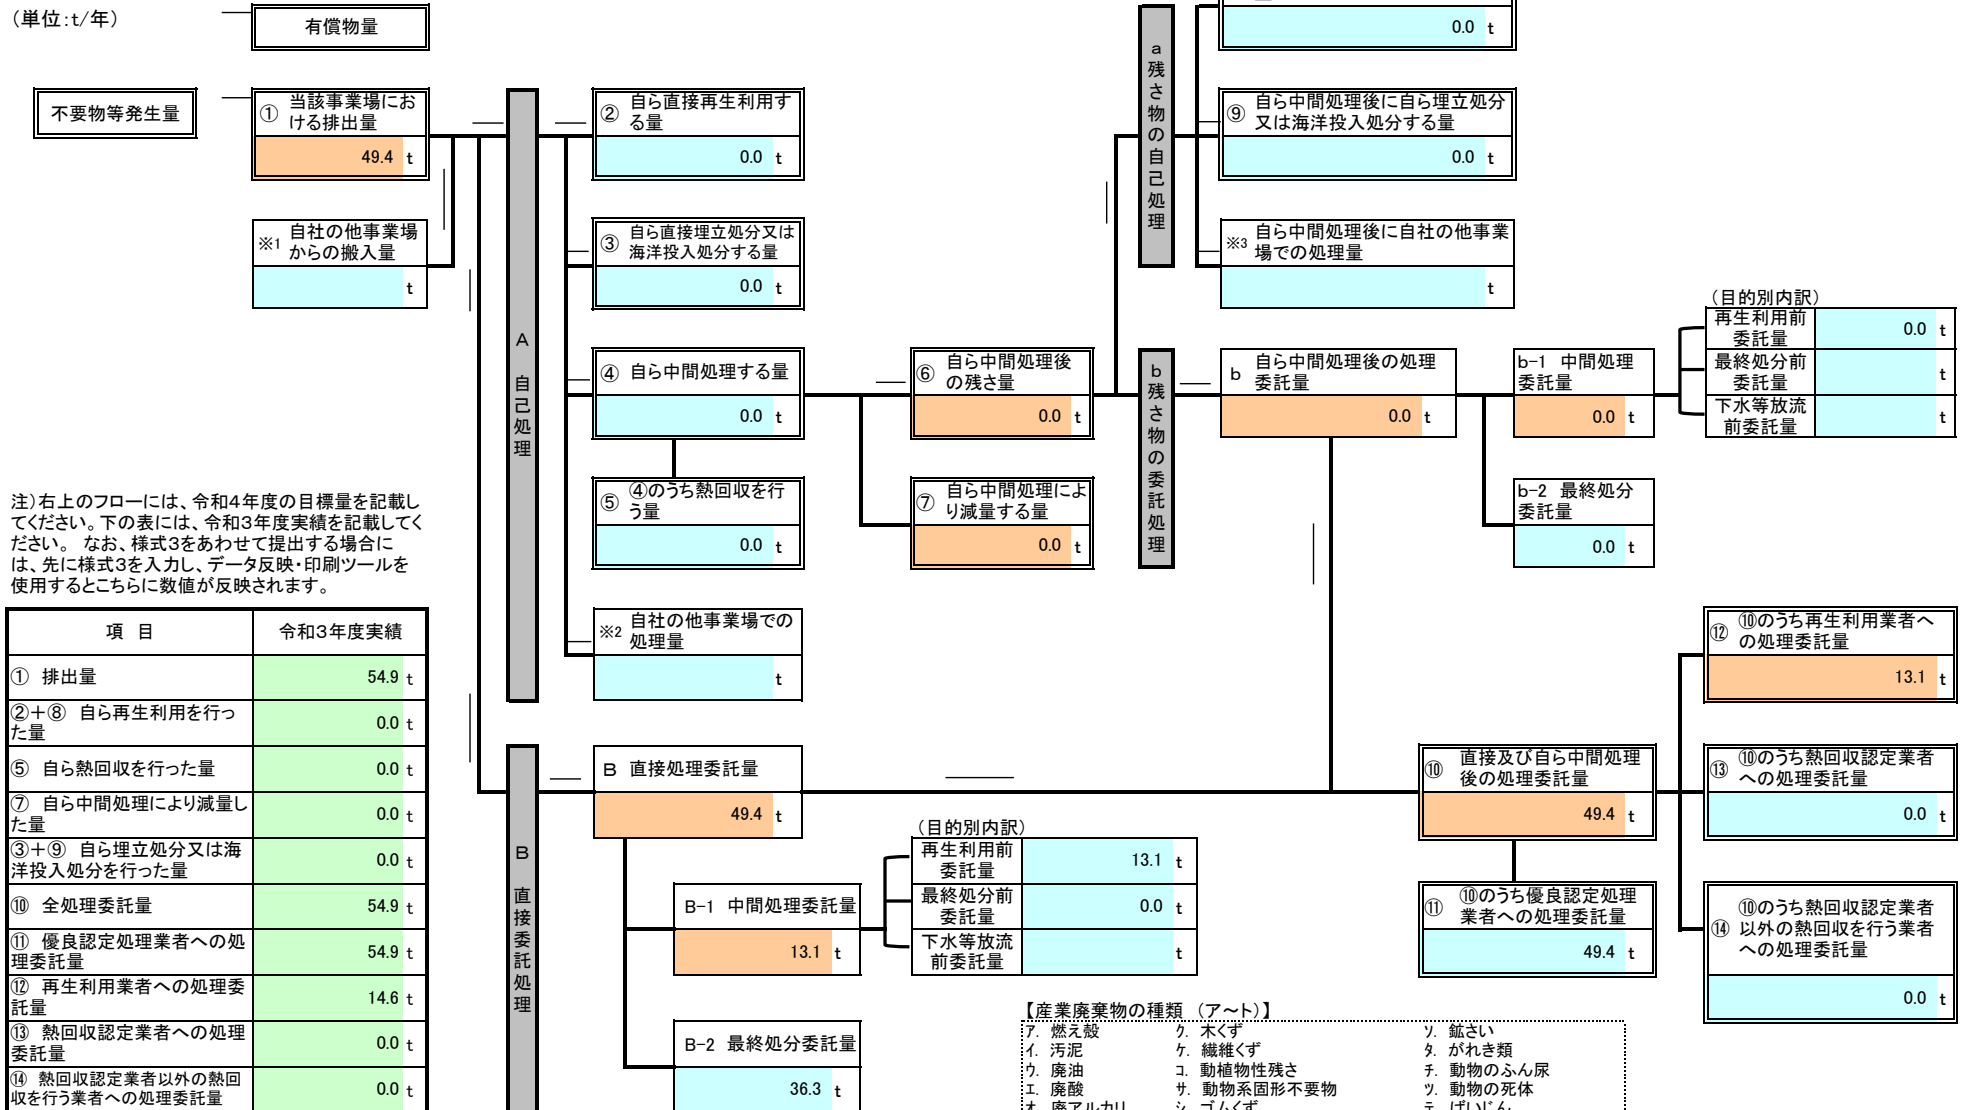 （単位:t/年）
有償物量
0.0 t
不要物等発生量
① 当該事業場にお
ける排出量
49.4 t
※1 自社の他事業場
からの搬入量
t
A 自己処理
② 自ら直接再生利用す
る量
0.0 t
③ 自ら直接埋立処分又は
海洋投入処分する量
0.0 t
④ 自ら中間処理する量
0.0 t
⑤ ④のうち熱回収を行
う量
0.0 t
※2 自社の他事業場での
処理量
t
⑥ 自ら中間処理後
の残さ量
0.0 t
⑦ 自ら中間処理によ
り減量する量
0.0 t
a 残さ物の自己処理
⑨ 自ら中間処理後に自ら埋立処分
又は海洋投入処分する量
0.0 t
※3 自ら中間処理後に自社の他事業
場での処理量
t
b 残さ物の委託処理
b 自ら中間処理後の処理
委託量
0.0 t
b-1 中間処理
委託量
0.0 t
b-2 最終処分
委託量
0.0 t
（目的別内訳）
再生利用前
委託量
0.0 t
最終処分前
委託量
t
下水等放流
前委託量
t
注）右上のフローには、令和4年度の目標量を記載し
てください。下の表には、令和3年度実績を記載してく
ださい。 なお、様式3をあわせて提出する場合に
は、先に様式3を入力し、データ反映・印刷ツールを
使用するとこちらに数値が反映されます。
項 目 令和3年度実績
① 排出量 54.9 t
②＋⑧ 自ら再生利用を行っ
た量 0.0 t
⑤ 自ら熱回収を行った量 0.0 t
⑦ 自ら中間処理により減量し
た量 0.0 t
③＋⑨ 自ら埋立処分又は海
洋投入処分を行った量 0.0 t
⑩ 全処理委託量 54.9 t
⑪ 優良認定処理業者への処
理委託量 54.9 t
⑫ 再生利用業者への処理委
託量 14.6 t
⑬ 熱回収認定業者への処理
委託量 0.0 t
⑭ 熱回収認定業者以外の熱回
収を行う業者への処理委託量 0.0 t
B 直接委託処理
B 直接処理委託量
49.4 t
B-1 中間処理委託量
13.1 t
B-2 最終処分委託量
36.3 t
（目的別内訳）
再生利用前
委託量
13.1 t
最終処分前
委託量
0.0 t
下水等放流
前委託量
t
⑩ 直接及び自ら中間処理
後の処理委託量
49.4 t
⑪ ⑩のうち優良認定処理
業者への処理委託量
49.4 t
⑫ ⑩のうち再生利用業者へ
の処理委託量
13.1 t
⑬ ⑩のうち熱回収認定業者
への処理委託量
0.0 t
⑭ ⑩のうち熱回収認定業者
以外の熱回収を行う業者
への処理委託量
0.0 t
【産業廃棄物の種類 （ア～ト）】
ｱ. 燃え殻 ｸ. 木くず ｿ. 鉱さい
ｲ. 汚泥 ｹ. 繊維くず ﾀ. がれき類
ｳ. 廃油 ｺ. 動植物性残さ ﾁ. 動物のふん尿
ｴ. 廃酸 ｻ. 動物系固形不要物 ﾂ. 動物の死体
ｵ. 廃アルカリ ｼ. ゴムくず ﾃ. ばいじん